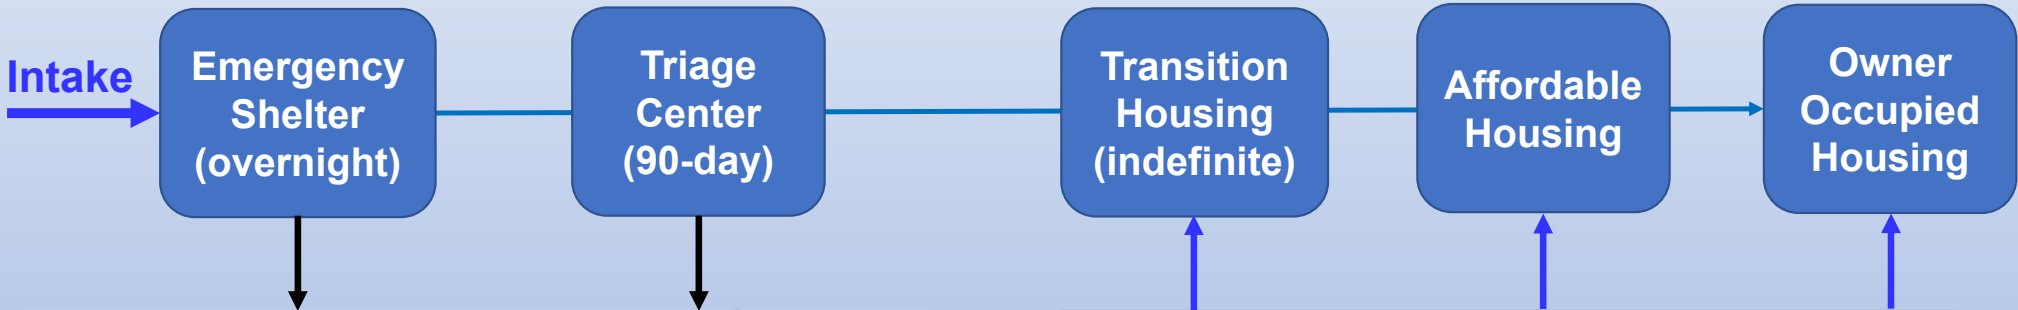 Intake
Emergency
Shelter
(overnight)
Triage
Center
(90-day)
Transition
Housing
(indefinite)
Affordable
Housing
Owner
Occupied
Housing